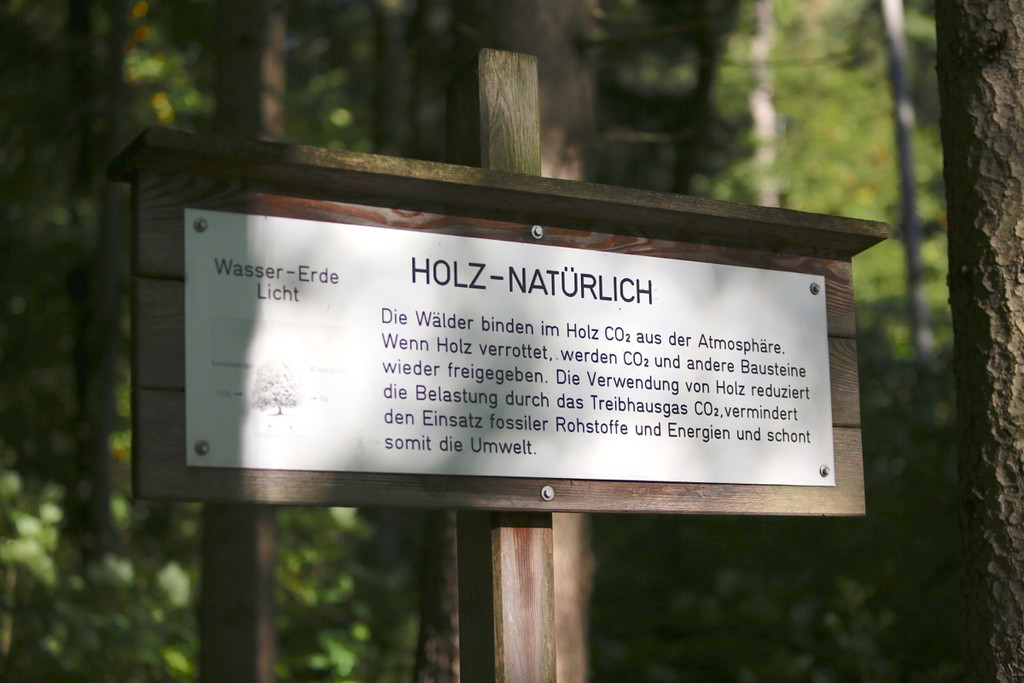 Wasser-Erde
Licht
HOLZ-NATÜRLICH
Die Wälder binden im Holz CO₂ aus der Atmosphäre.
Wenn Holz verrottet, werden CO₂ und andere Bausteine
wieder freigegeben. Die Verwendung von Holz reduziert
die Belastung durch das Treibhausgas CO₂,vermindert
den Einsatz fossiler Rohstoffe und Energien und schont
somit die Umwelt.